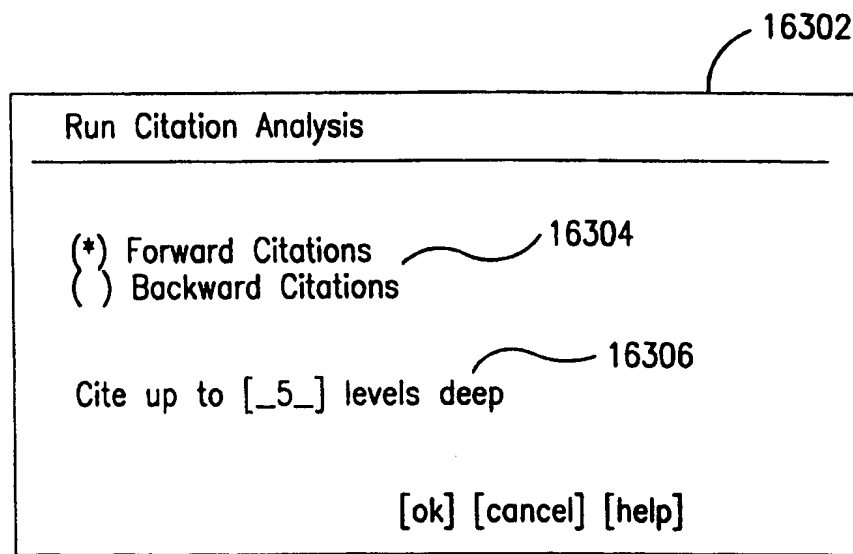 16302
Run Citation Analysis
(*) Forward Citations
16304
( ) Backward Citations
16306
Cite up to [_5_] levels deep
[ok] [cancel] [help]